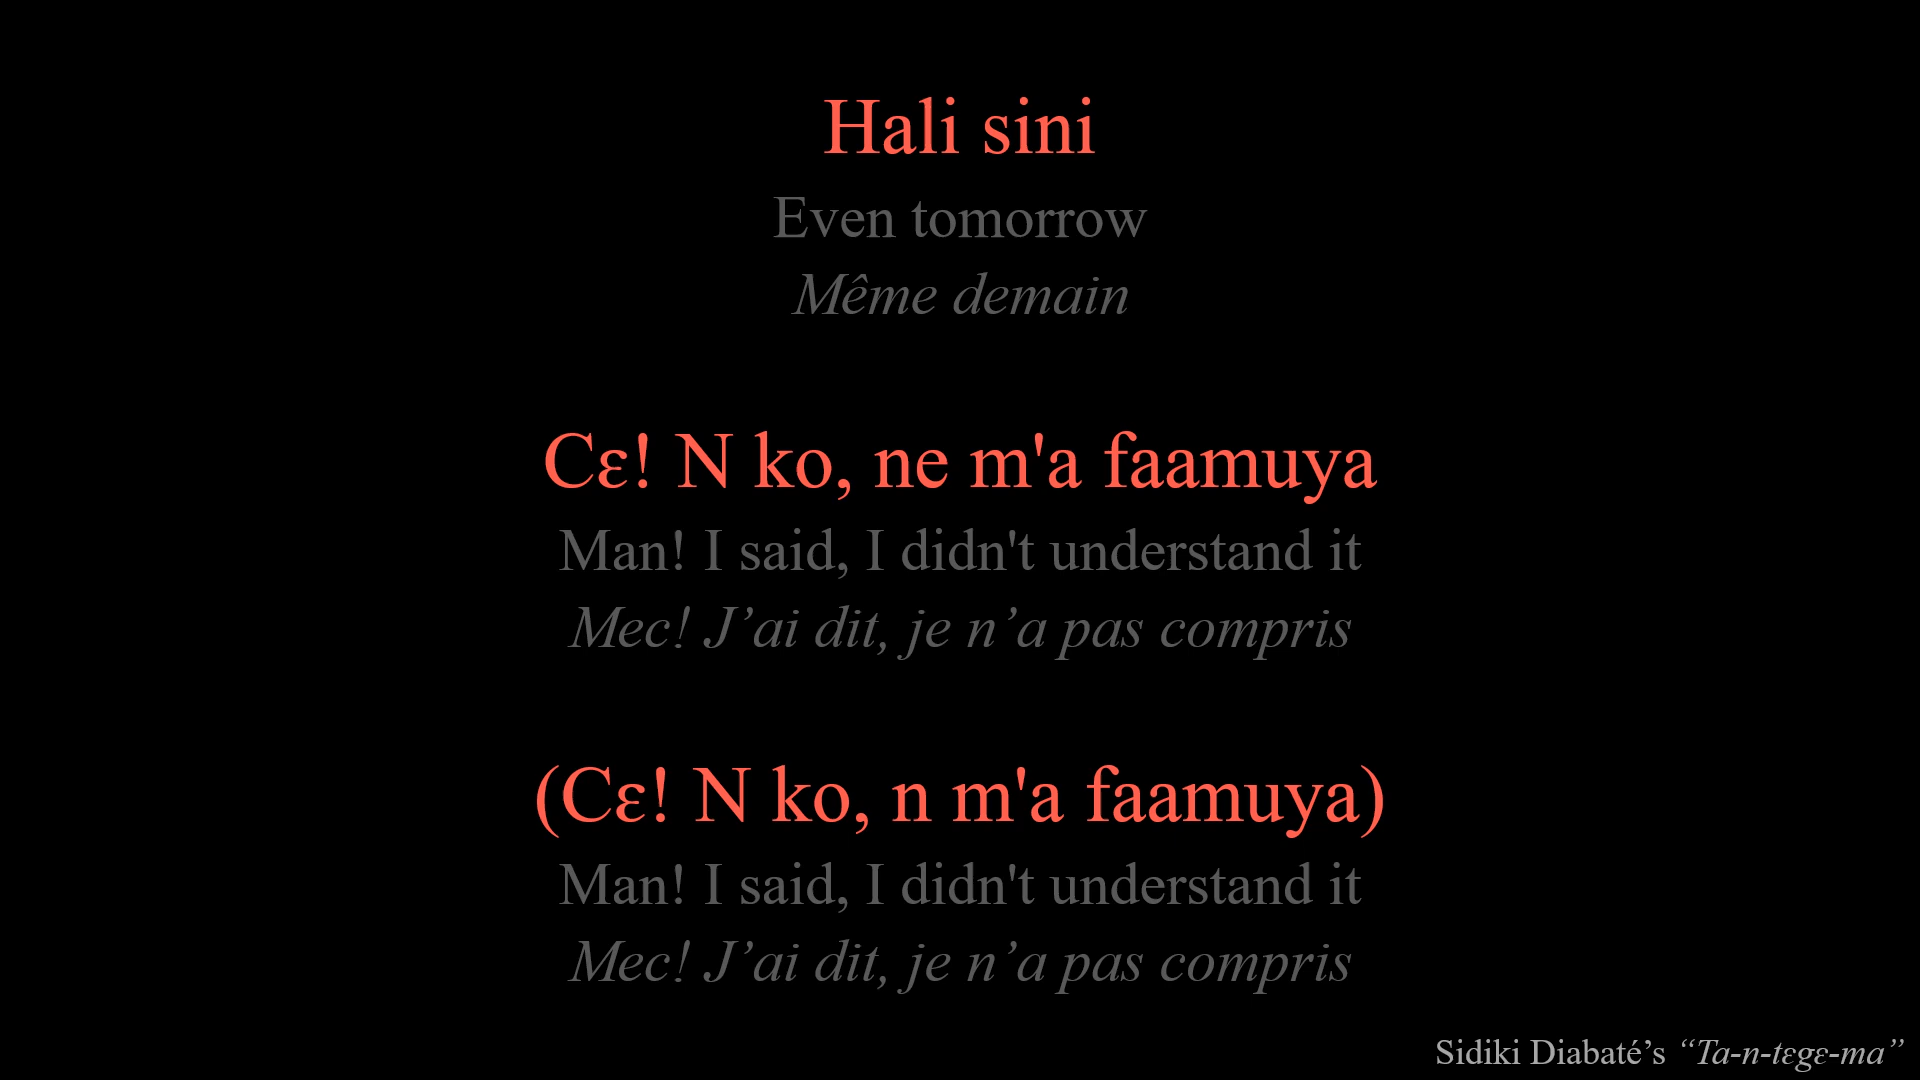 Hali sini
Even tomorrow
Même demain
Cɛ! N ko, ne m'a faamuya
Man! I said, I didn't understand it
Mec! J’ai dit, je n’a pas compris
(Cɛ! N ko, n m'a faamuya)
Man! I said, I didn't understand it
Mec! J’ai dit, je n’a pas compris
Sidiki Diabaté’s “Ta-n-tɛgɛ-ma”